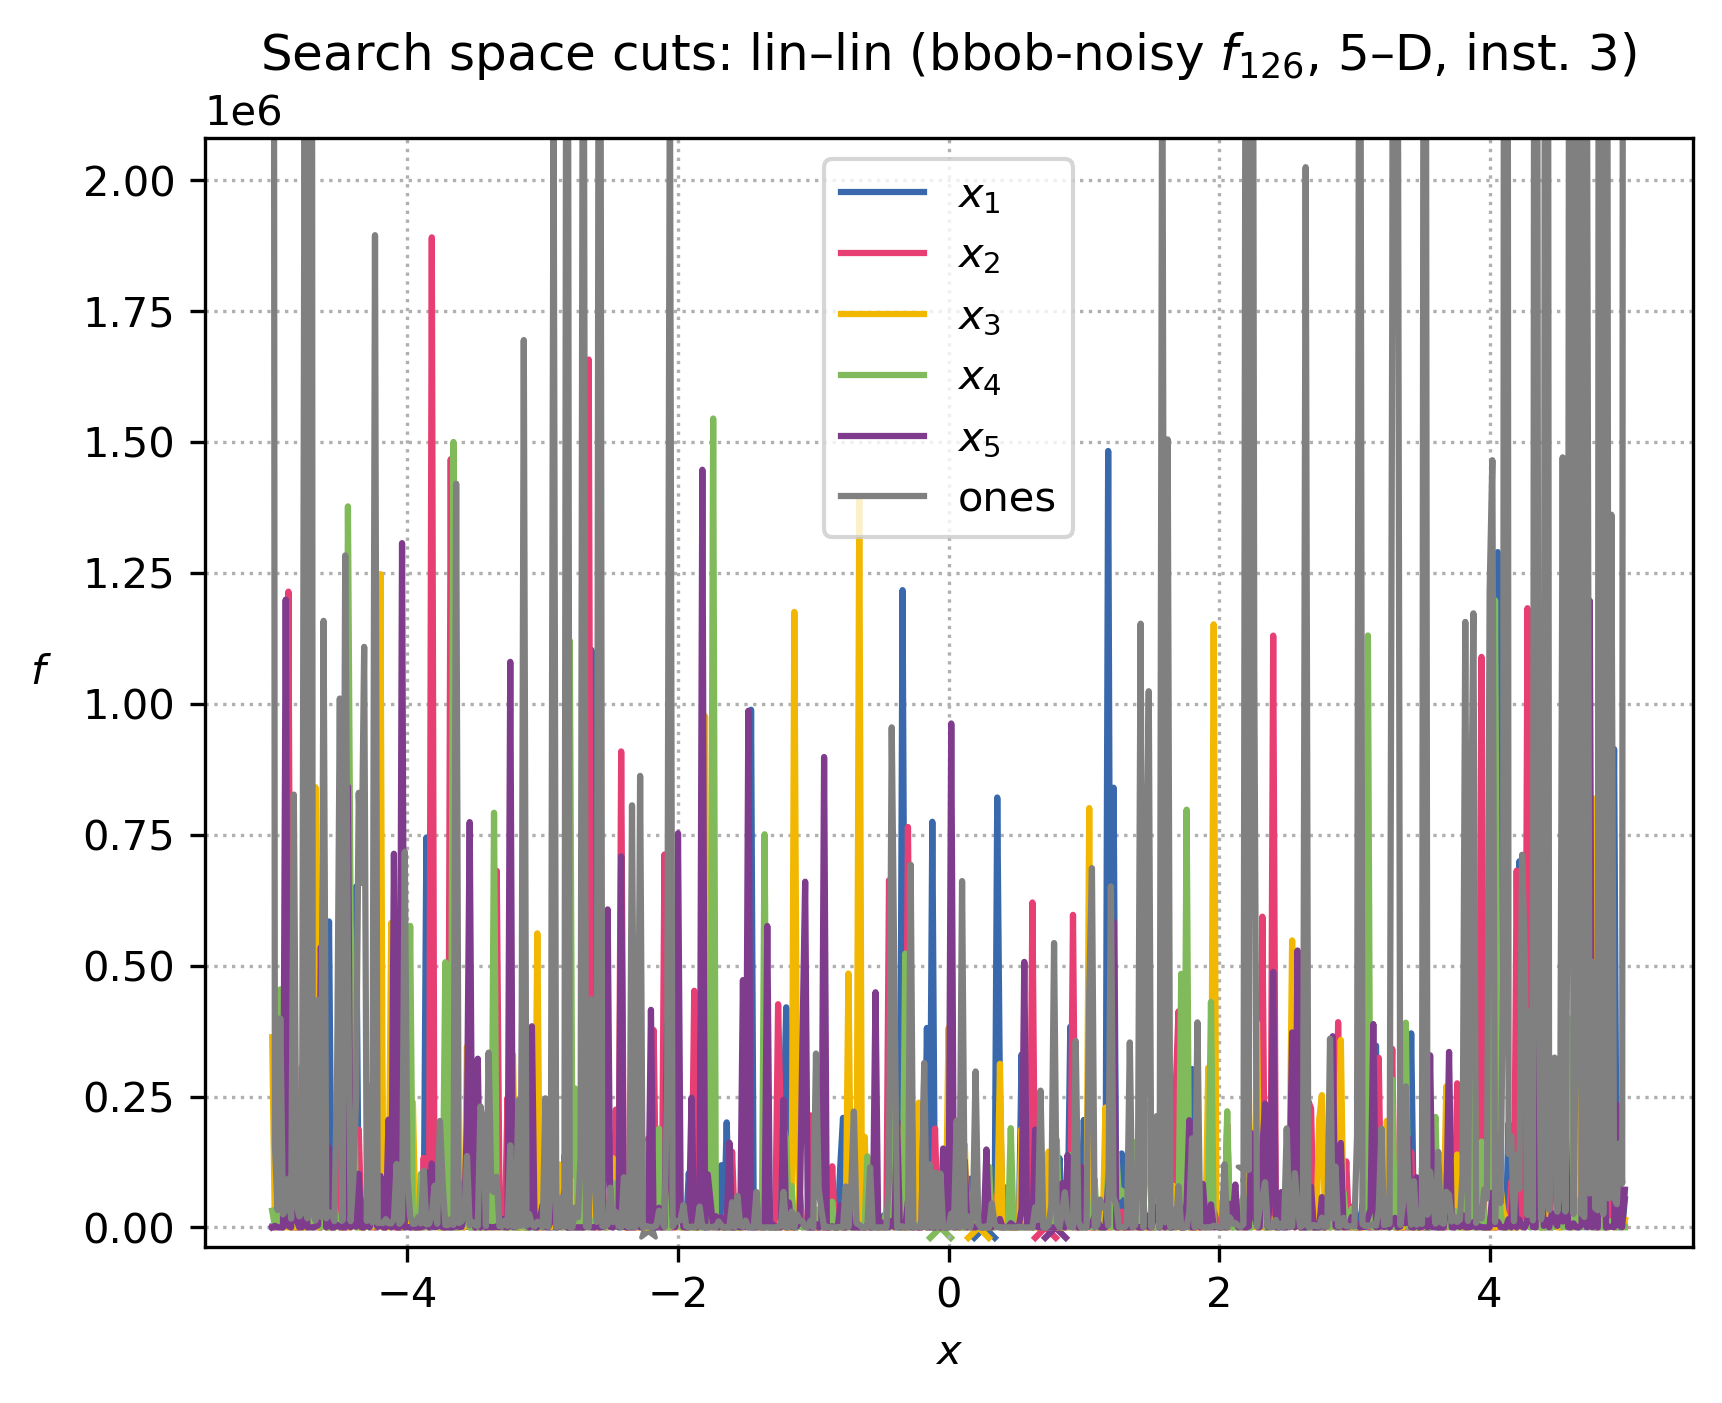 Search space cuts: lin–lin (bbob-noisy f₁₂₆, 5–D, inst. 3)
1e6
2.00
1.75
1.50
1.25
1.00
0.75
0.50
0.25
0.00
f
x₁
x₂
x₃
x₄
x₅
ones
−4
−2
0
2
4
x